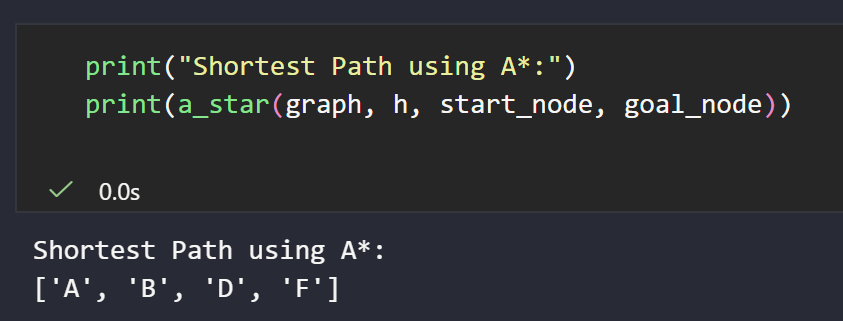 print("Shortest Path using A*:")
print(a_star(graph, h, start_node, goal_node))
0.0s
Shortest Path using A*:
['A', 'B', 'D', 'F']